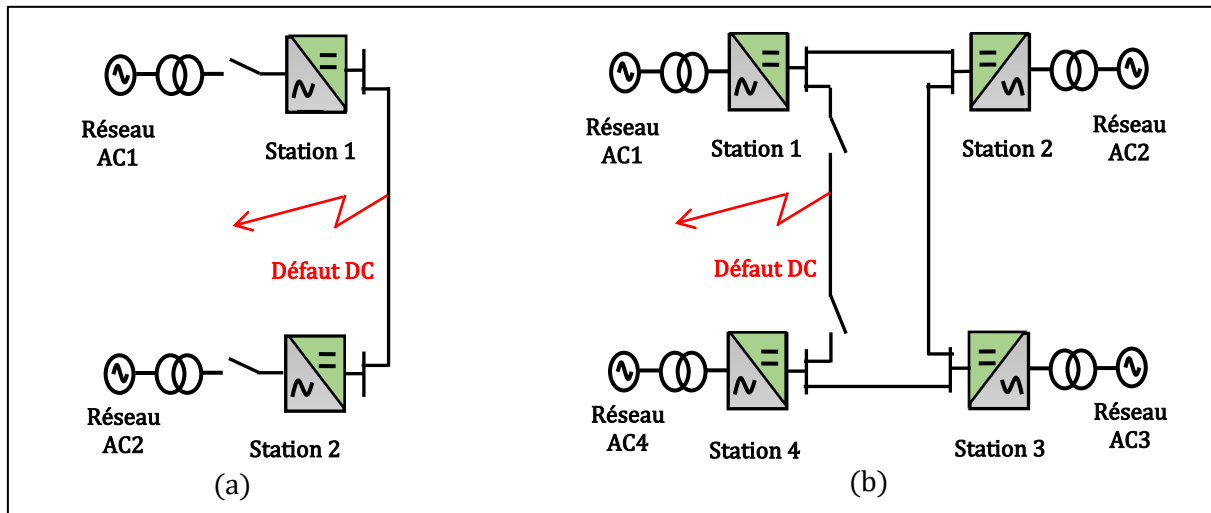 Réseau
AC1
Station 1
Défaut DC
Réseau
AC2
Station 2
(a)
Réseau
AC1
Station 1
Station 2
Réseau
AC2
Défaut DC
Réseau
AC4
Station 4
Station 3
Réseau
AC3
(b)